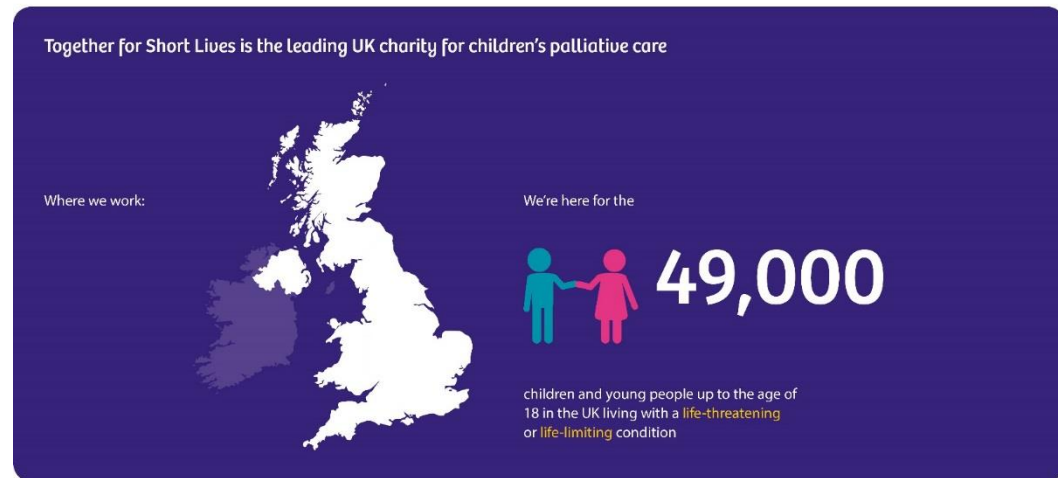 Together for Short Lives is the leading UK charity for children's palliative care
Where we work:
We're here for the
49,000
children and young people up to the age of
18 in the UK living with a life-threatening
or life-limiting condition